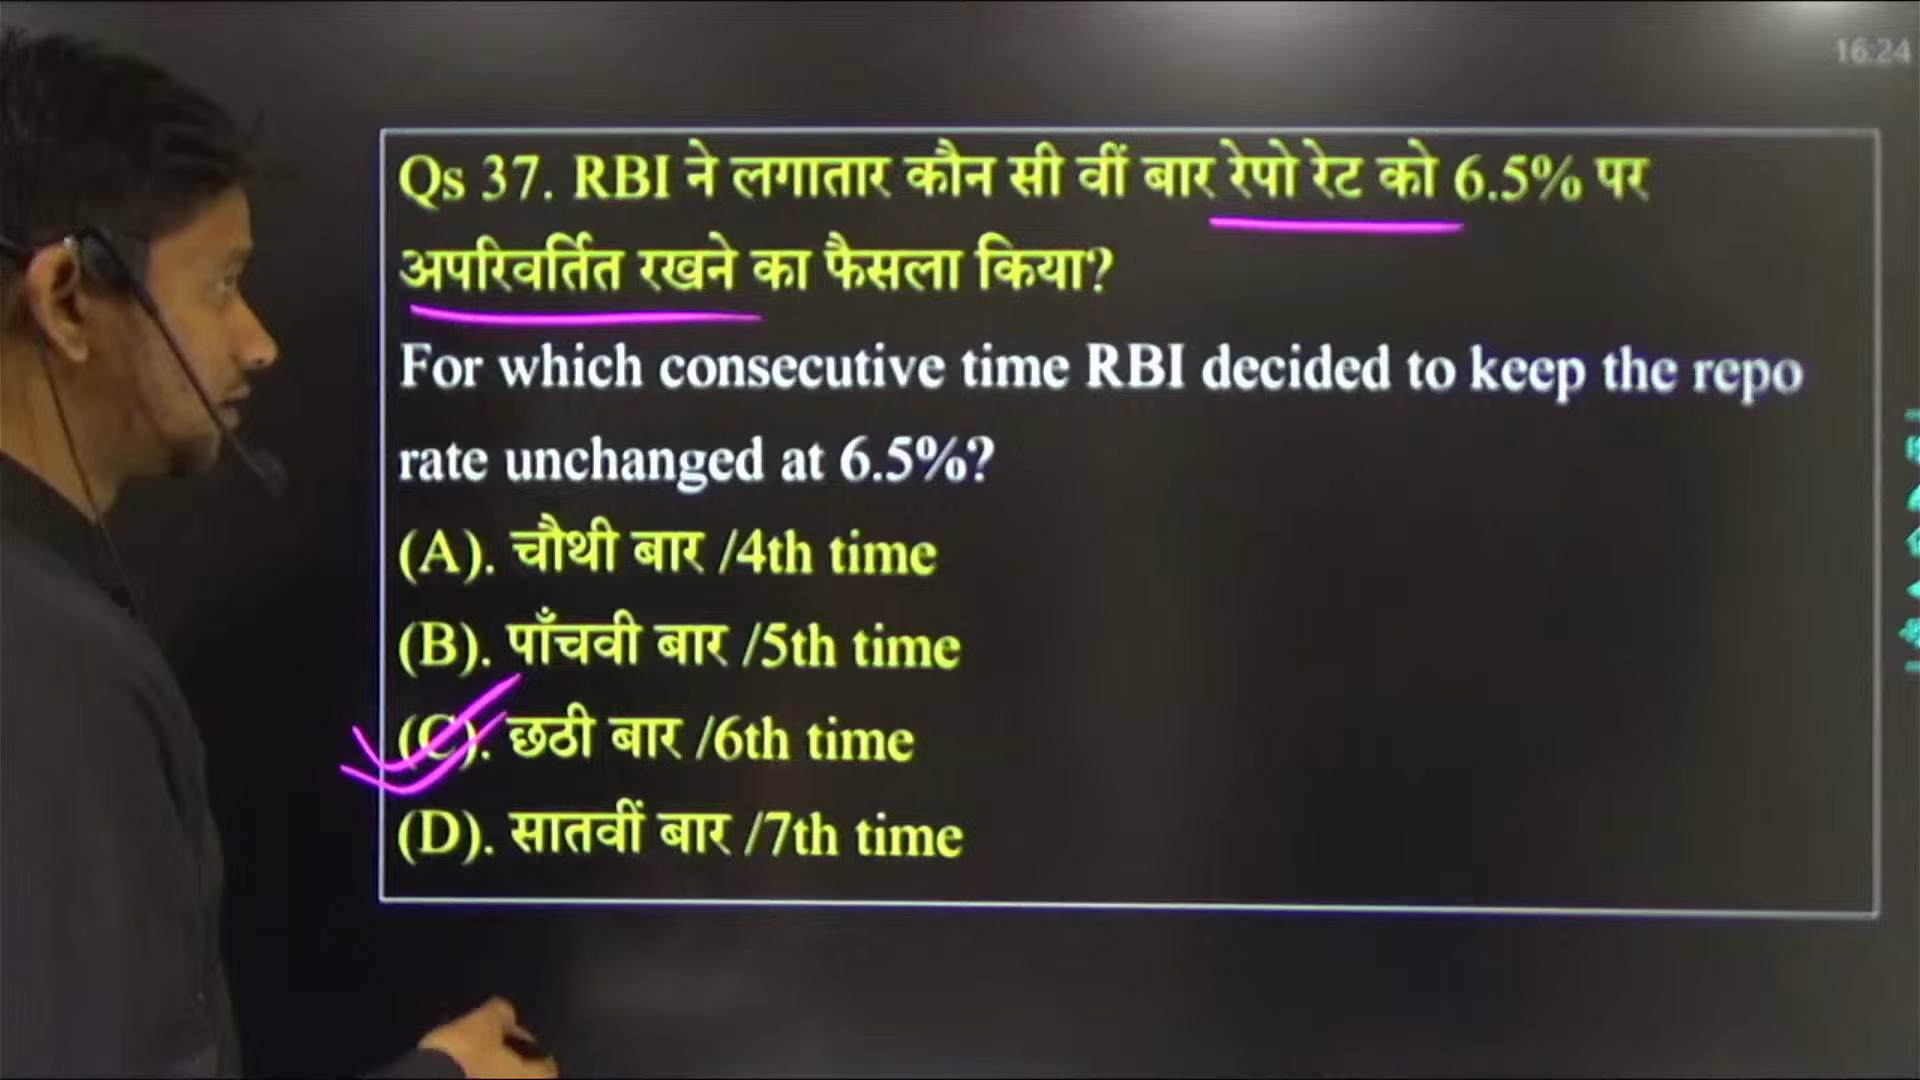 16:24
Qs 37. RBI ने लगातार कौन सी वीं बार रेपो रेट को 6.5% पर
अपरिवर्तित रखने का फैसला किया?
For which consecutive time RBI decided to keep the repo
rate unchanged at 6.5%?
(A). चौथी बार /4th time
(B). पाँचवी बार /5th time
(C). छठी बार /6th time
(D). सातवीं बार /7th time